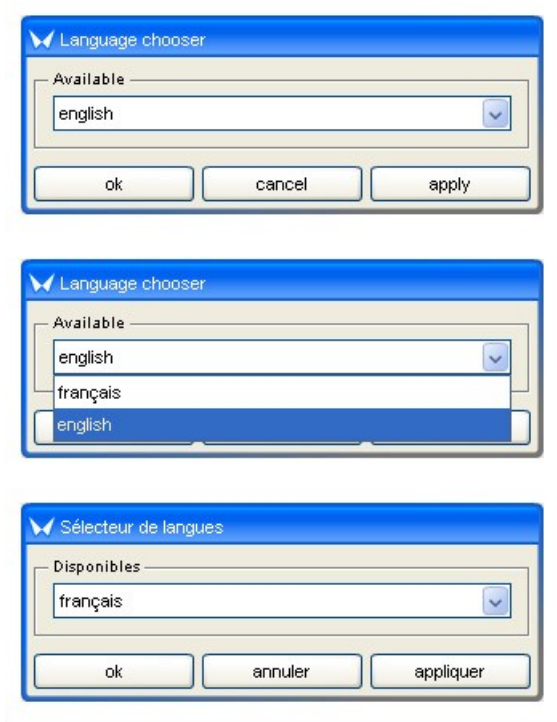 Language chooser
Available
english
ok cancel apply
Language chooser
Available
english
français
english
Sélecteur de langues
Disponibles
français
ok annuler appliquer